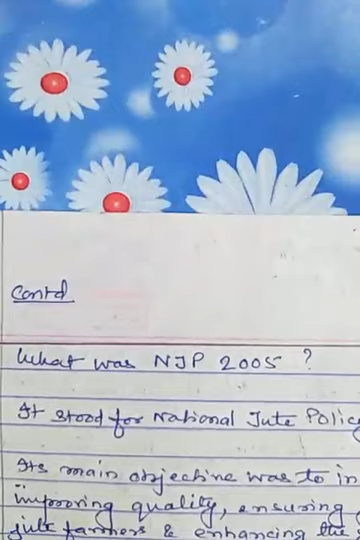 Contd
What was NJP 2005 ?
It stood for National Jute Policy
Its main objective was to in
improving quality, ensuring
jute farmers & enhancing the